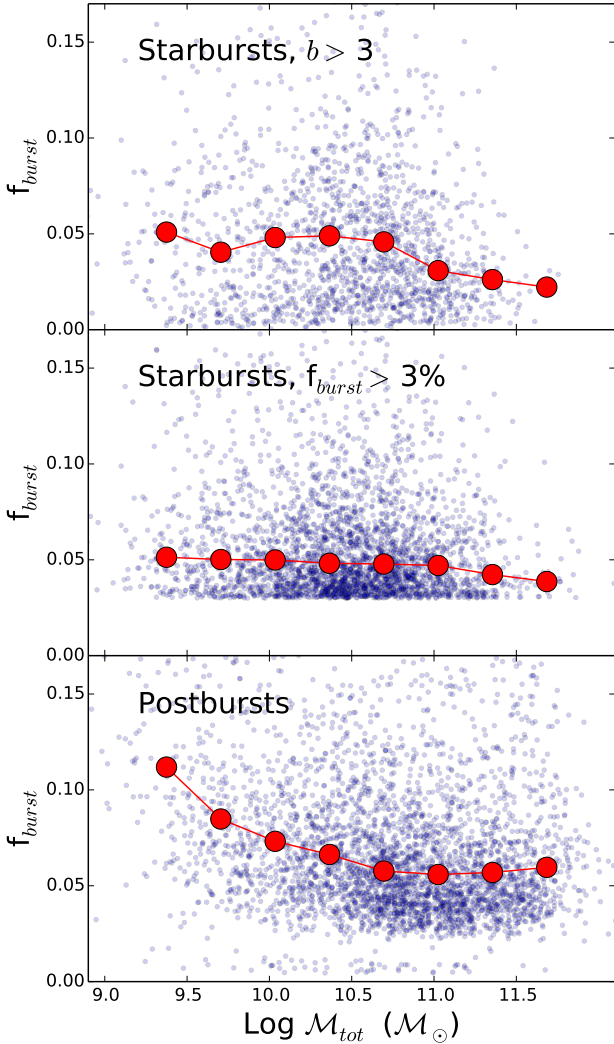 0.15
Starbursts, b > 3
0.10
f_burst
0.05
0.00
0.15
Starbursts, f_burst > 3%
0.10
f_burst
0.05
0.00
0.15
Postbursts
0.10
f_burst
0.05
0.00
9.0 9.5 10.0 10.5 11.0 11.5
Log ℳ_tot (ℳ_⊙)